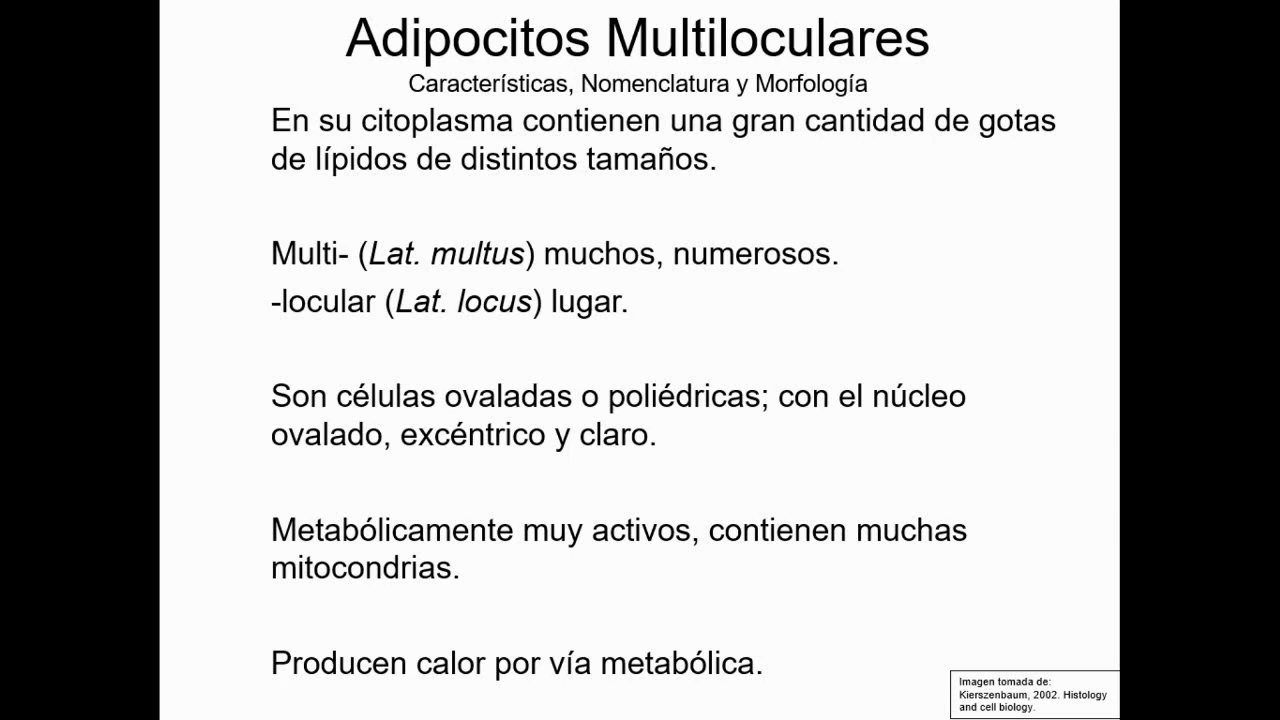 Adipocitos Multiloculares
Características, Nomenclatura y Morfología
En su citoplasma contienen una gran cantidad de gotas
de lípidos de distintos tamaños.
Multi- (Lat. multus) muchos, numerosos.
-locular (Lat. locus) lugar.
Son células ovaladas o poliédricas; con el núcleo
ovalado, excéntrico y claro.
Metabólicamente muy activos, contienen muchas
mitocondrias.
Producen calor por vía metabólica.
Imagen tomada de:
Kierszenbaum, 2002. Histology
and cell biology.